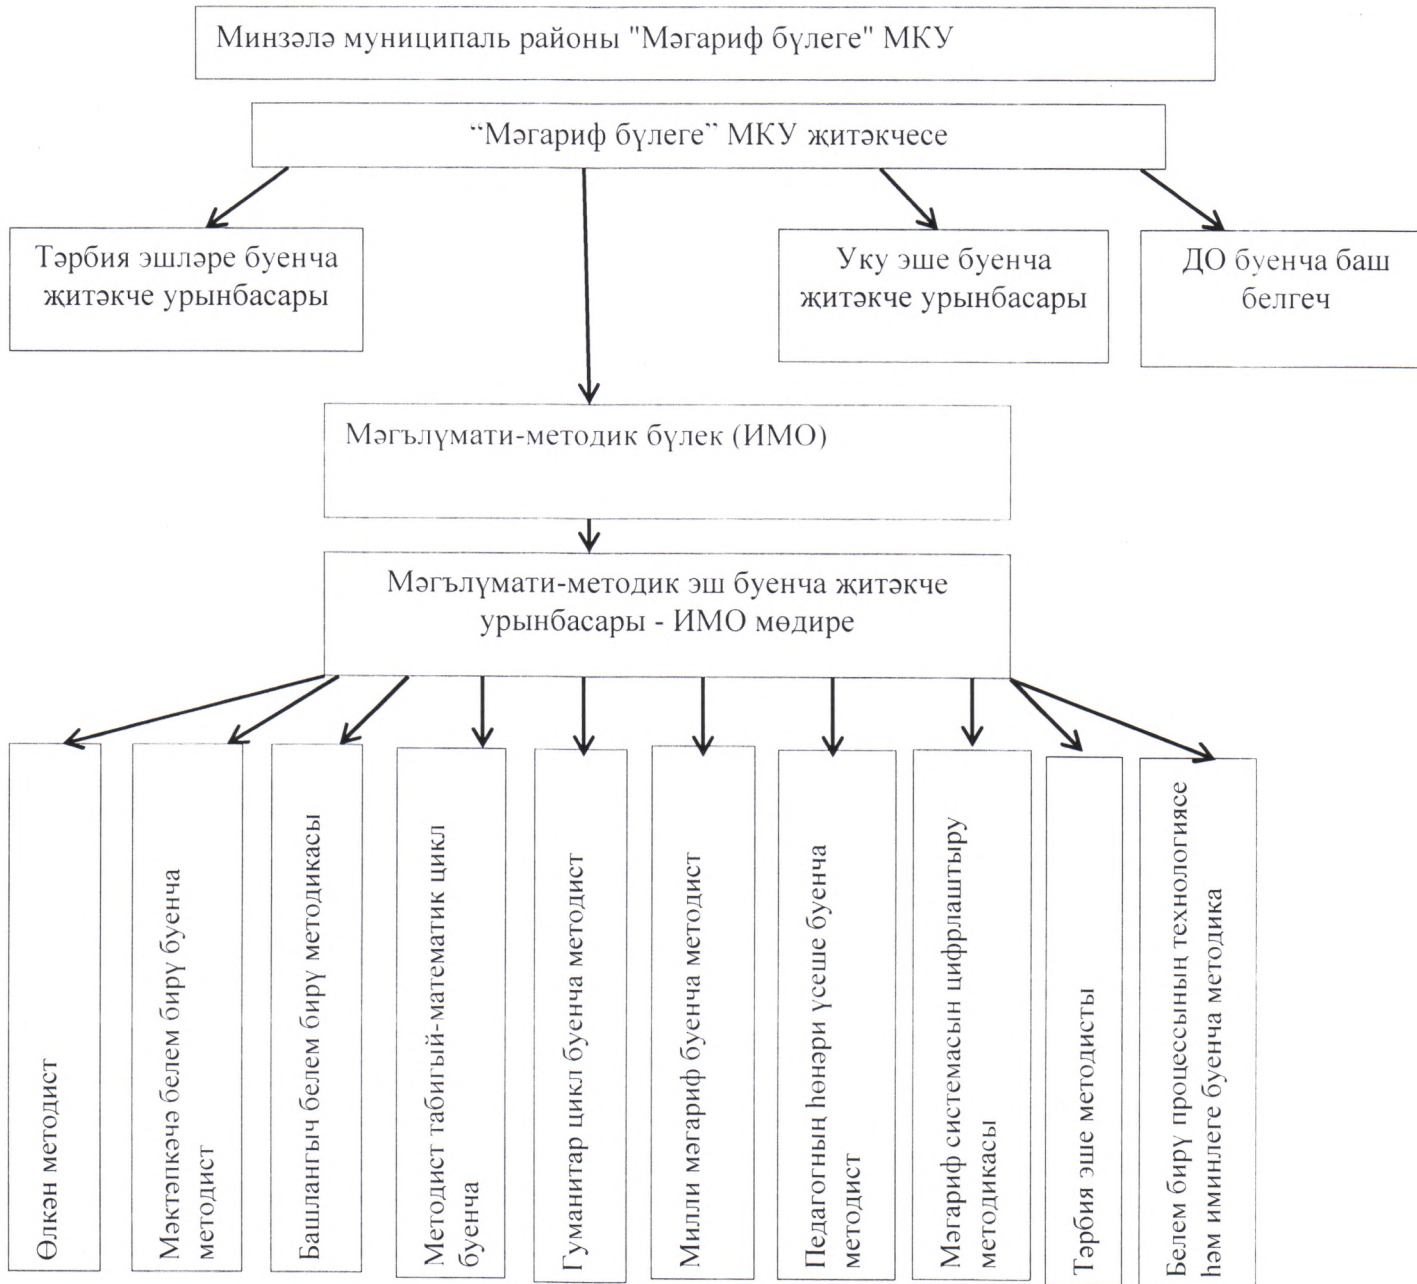 Минзәлә муниципаль районы "Мәгариф бүлеге" МКУ
“Мәгариф бүлеге” МКУ җитәкчесе
Тәрбия эшләре буенча
җитәкче урынбасары
Уку эше буенча
җитәкче урынбасары
ДО буенча баш
белгеч
Мәгълүмати-методик бүлек (ИМО)
Мәгълүмати-методик эш буенча җитәкче
урынбасары - ИМО мөдире
Өлкән методист
Мәктәпкәчә белем бирү буенча
методист
Башлангыч белем бирү методикасы
Методист табигый-математик цикл
буенча
Гуманитар цикл буенча методист
Милли мәгариф буенча методист
Педагогның һөнәри үсеше буенча
методист
Мәгариф системасын цифрлаштыру
методикасы
Тәрбия эше методисты
Белем бирү процессының технологиясе
һәм иминлеге буенча методика